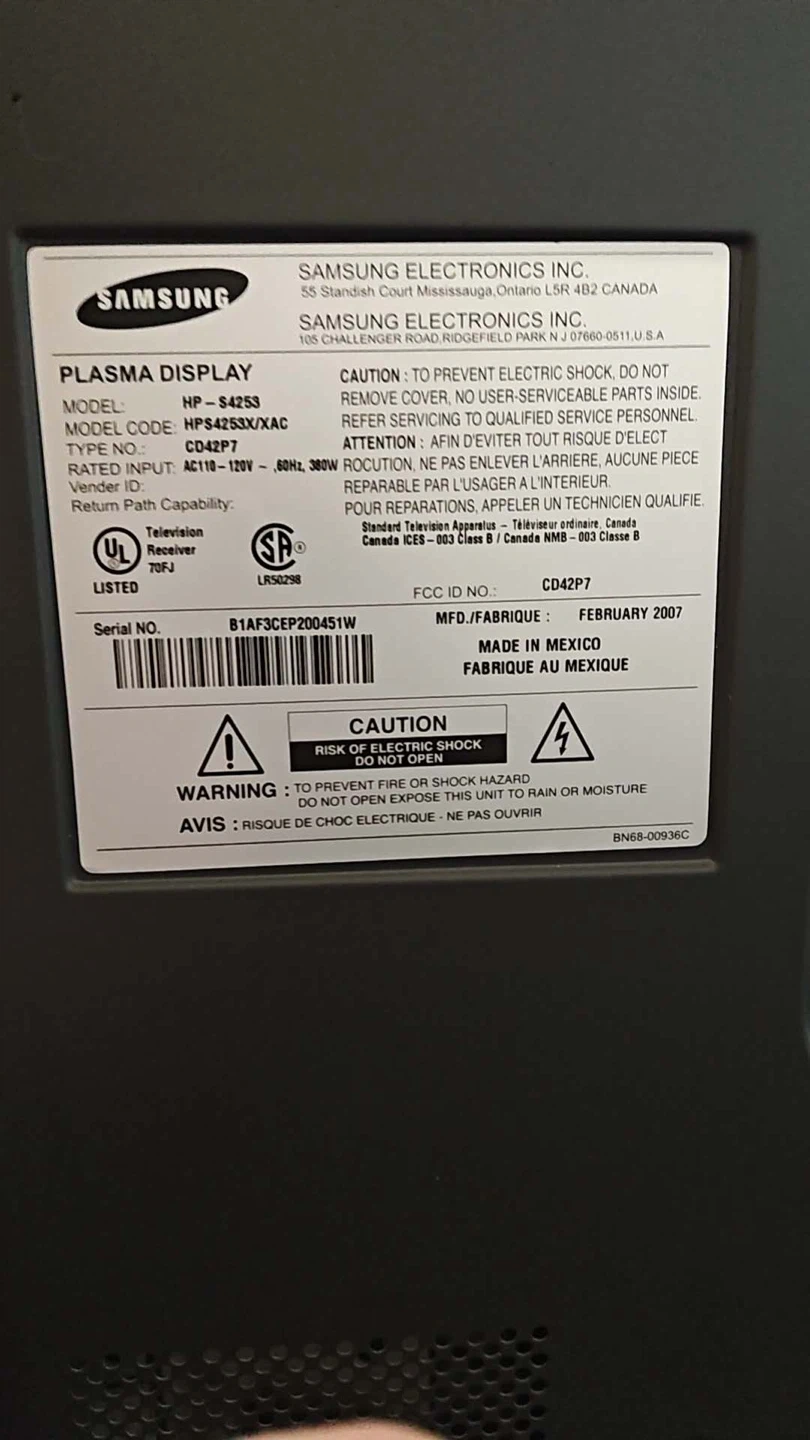 SAMSUNG
SAMSUNG ELECTRONICS INC.
55 Standish Court Mississauga,Ontario L5R 4B2 CANADA
SAMSUNG ELECTRONICS INC.
105 CHALLENGER ROAD,RIDGEFIELD PARK N J 07660-0511,U.S.A
PLASMA DISPLAY
MODEL: HP-S4253
MODEL CODE: HPS4253X/XAC
TYPE NO.: CD42P7
RATED INPUT: AC110-120V ~ ,60Hz, 380W
Vender ID:
Return Path Capability:
CAUTION : TO PREVENT ELECTRIC SHOCK, DO NOT
REMOVE COVER, NO USER-SERVICEABLE PARTS INSIDE.
REFER SERVICING TO QUALIFIED SERVICE PERSONNEL.
ATTENTION : AFIN D'EVITER TOUT RISQUE D'ELECT
ROCUTION, NE PAS ENLEVER L'ARRIERE, AUCUNE PIECE
REPARABLE PAR L'USAGER A L'INTERIEUR.
POUR REPARATIONS, APPELER UN TECHNICIEN QUALIFIE.
UL
LISTED
Television
Receiver
70FJ
SA®
LR50298
Standard Television Apparatus – Téléviseur ordinaire, Canada
Canada ICES-003 Class B / Canada NMB-003 Classe B
FCC ID NO.: CD42P7
Serial NO. B1AF3CEP200451W
MFD./FABRIQUE : FEBRUARY 2007
MADE IN MEXICO
FABRIQUE AU MEXIQUE
CAUTION
RISK OF ELECTRIC SHOCK
DO NOT OPEN
WARNING : TO PREVENT FIRE OR SHOCK HAZARD
DO NOT OPEN EXPOSE THIS UNIT TO RAIN OR MOISTURE
AVIS : RISQUE DE CHOC ELECTRIQUE - NE PAS OUVRIR
BN68-00936C